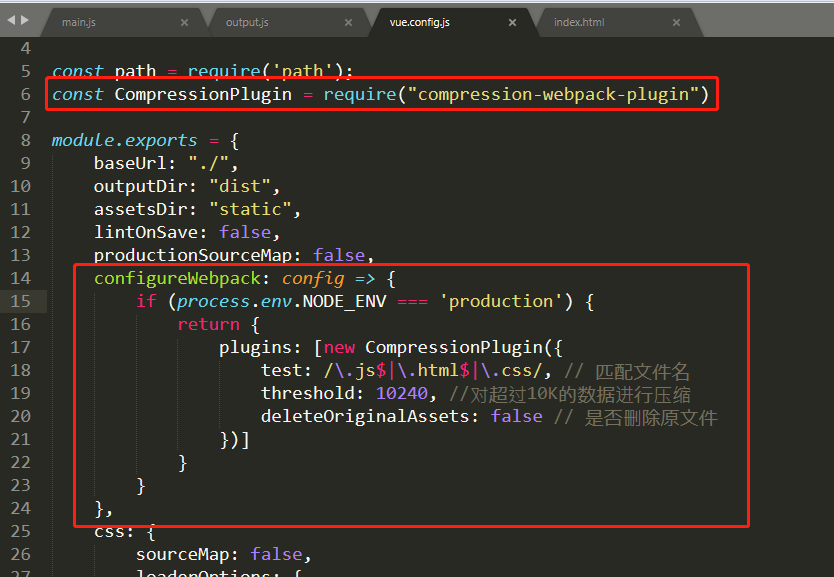 main.js × output.js × vue.config.js × index.html ×
4
5 const path = require('path');
6 const CompressionPlugin = require("compression-webpack-plugin")
7
8 module.exports = {
9 baseUrl: "./",
10 outputDir: "dist",
11 assetsDir: "static",
12 lintOnSave: false,
13 productionSourceMap: false,
14 configureWebpack: config => {
15 if (process.env.NODE_ENV === 'production') {
16 return {
17 plugins: [new CompressionPlugin({
18 test: /\.js$|\.html$|\.css/, // 匹配文件名
19 threshold: 10240, //对超过10K的数据进行压缩
20 deleteOriginalAssets: false // 是否删除原文件
21 })]
22 }
23 }
24 },
25 css: {
26 sourceMap: false,
27 loaderOptions: {